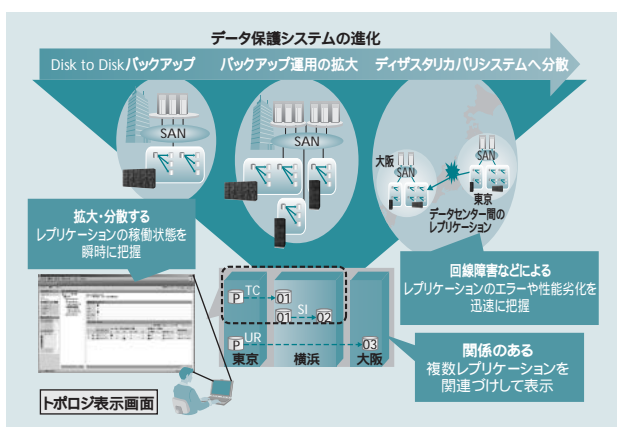 データ保護システムの進化
Disk to Diskバックアップ
バックアップ運用の拡大
ディザスタリカバリシステムへ分散
SAN
SAN
大阪
SAN
SAN
東京
データセンター間の
レプリケーション
拡大・分散する
レプリケーションの稼働状態を
瞬時に把握
回線障害などによる
レプリケーションのエラーや性能劣化を
迅速に把握
P TC 01
01 SI 02
P UR 03
東京 横浜 大阪
関係のある
複数レプリケーションを
関連づけして表示
トポロジ表示画面